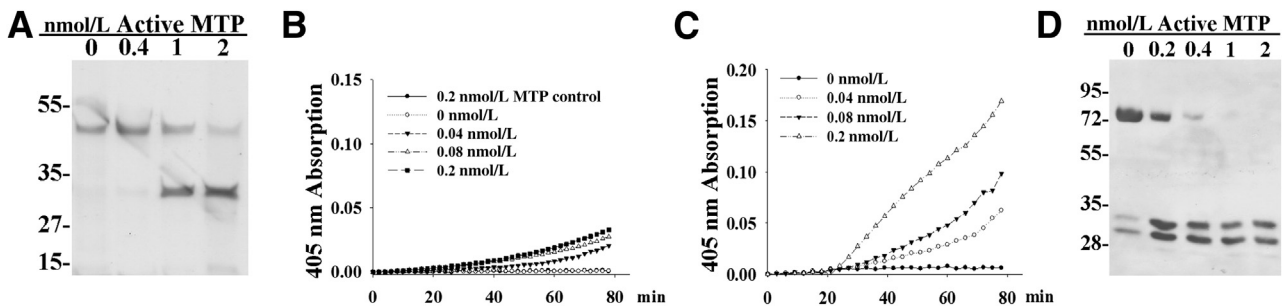 A
nmol/L Active MTP
0 0.4 1 2
55-
35-
27-
15-
B
405 nm Absorption
0.15
0.10
0.05
0.00
0.2 nmol/L MTP control
0 nmol/L
0.04 nmol/L
0.08 nmol/L
0.2 nmol/L
0 20 40 60 80 min
C
405 nm Absorption
0.20
0.15
0.10
0.05
0.00
0 nmol/L
0.04 nmol/L
0.08 nmol/L
0.2 nmol/L
0 20 40 60 80 min
D
nmol/L Active MTP
0 0.2 0.4 1 2
95-
72-
55-
35-
28-